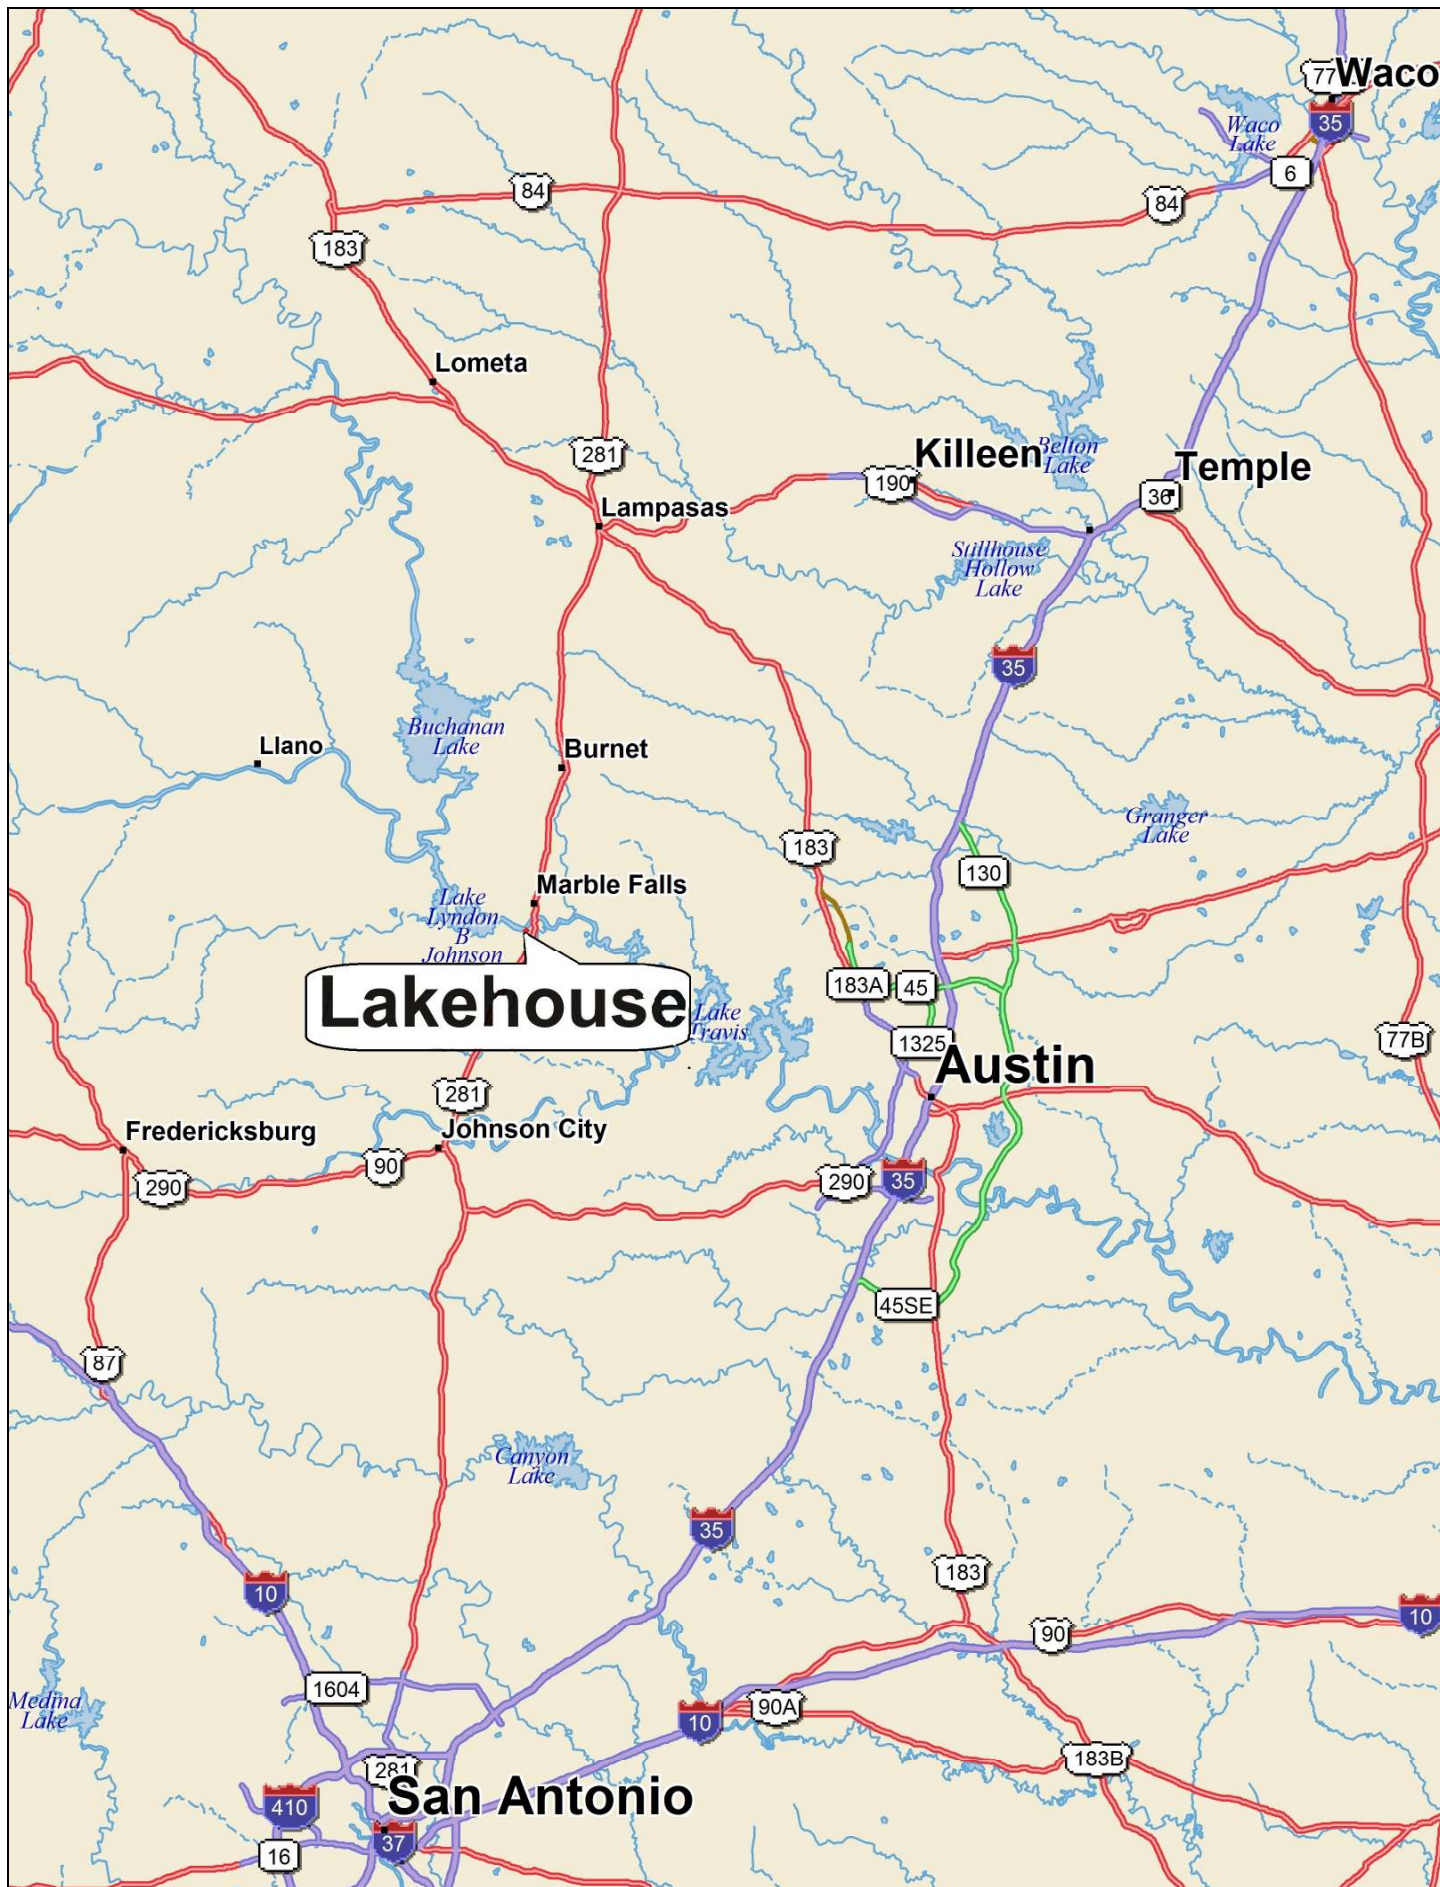 77
Waco
35
Waco
Lake
6
84
84
183
Lometa
281
Killeen
Belton
Lake
Temple
190
36
Lampasas
Stillhouse
Hollow
Lake
35
Buchanan
Lake
Llano
Burnet
Granger
Lake
183
130
Marble Falls
Lake
Lyndon
B
Johnson
183A
45
Lakehouse
Lake
Travis
1325
77B
Austin
281
Fredericksburg
Johnson City
90
290
290
35
45SE
87
Canyon
Lake
35
183
10
10
90
1604
Medina
Lake
90A
10
183B
281
San Antonio
410
37
16